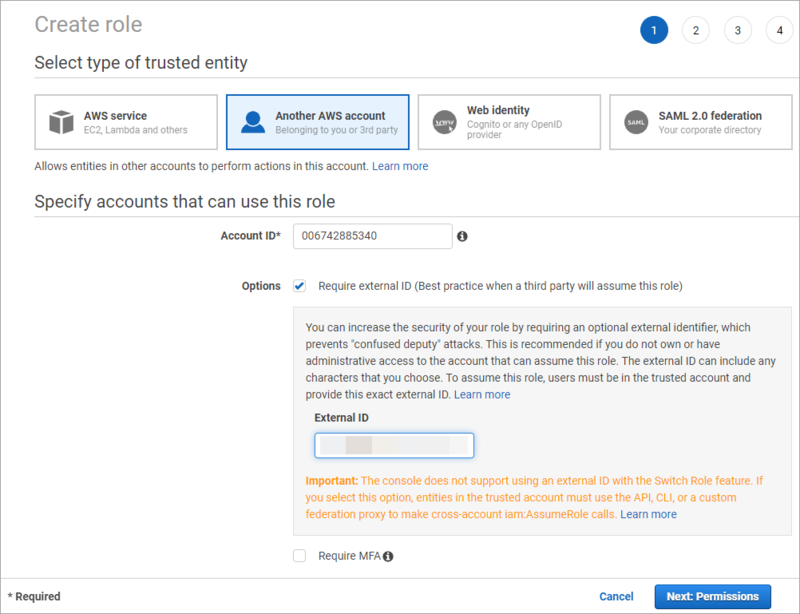 Create role
1 2 3 4
Select type of trusted entity
AWS service
EC2, Lambda and others
Another AWS account
Belonging to you or 3rd party
Web identity
Cognito or any OpenID
provider
SAML
SAML 2.0 federation
Your corporate directory
Allows entities in other accounts to perform actions in this account. Learn more
Specify accounts that can use this role
Account ID* 006742885340
Options Require external ID (Best practice when a third party will assume this role)
You can increase the security of your role by requiring an optional external identifier, which
prevents "confused deputy" attacks. This is recommended if you do not own or have
administrative access to the account that can assume this role. The external ID can include any
characters that you choose. To assume this role, users must be in the trusted account and
provide this exact external ID. Learn more
External ID
Important: The console does not support using an external ID with the Switch Role feature. If
you select this option, entities in the trusted account must use the API, CLI, or a custom
federation proxy to make cross-account iam:AssumeRole calls. Learn more
Require MFA
* Required Cancel Next: Permissions